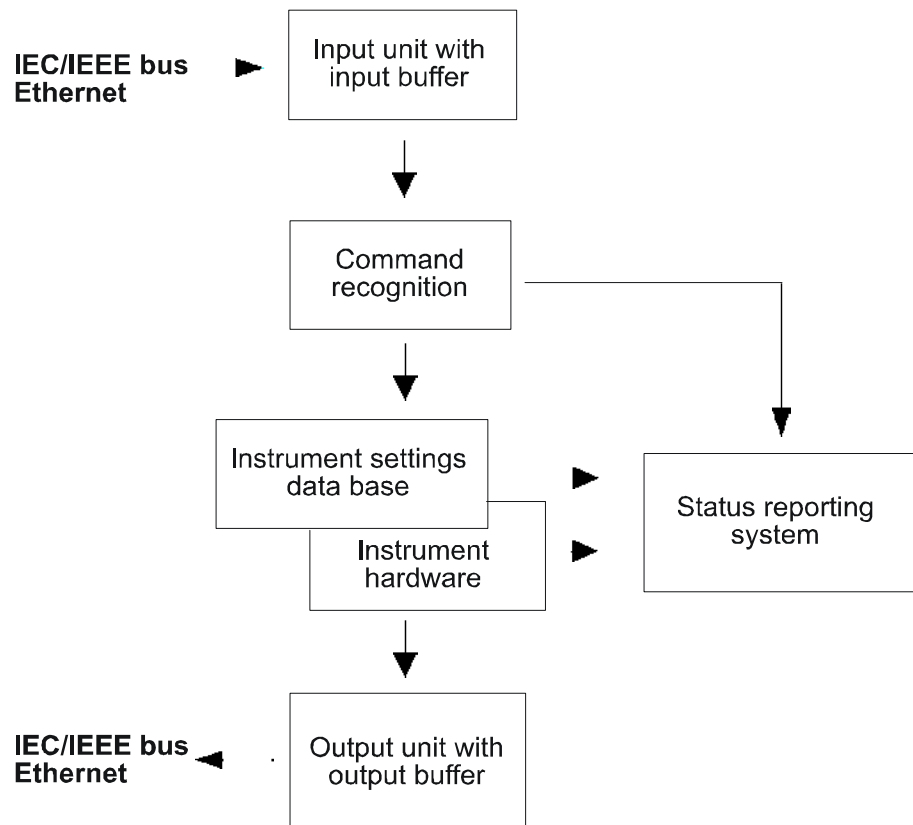 IEC/IEEE bus
Ethernet
Input unit with
input buffer
Command
recognition
Instrument settings
data base
Instrument
hardware
Status reporting
system
IEC/IEEE bus
Ethernet
Output unit with
output buffer